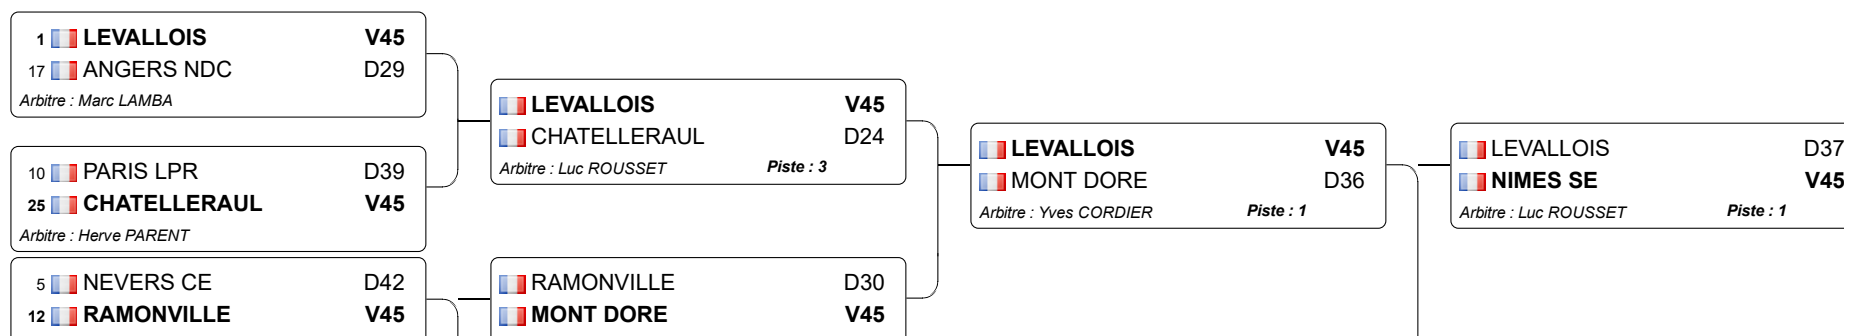 1 LEVALLOIS V45
17 ANGERS NDC D29
Arbitre : Marc LAMBA
10 PARIS LPR D39
25 CHATELLERAUL V45
Arbitre : Herve PARENT
5 NEVERS CE D42
12 RAMONVILLE V45
LEVALLOIS V45
CHATELLERAUL D24
Arbitre : Luc ROUSSET Piste : 3
RAMONVILLE D30
MONT DORE V45
LEVALLOIS V45
MONT DORE D36
Arbitre : Yves CORDIER Piste : 1
LEVALLOIS D37
NIMES SE V45
Arbitre : Luc ROUSSET Piste : 1